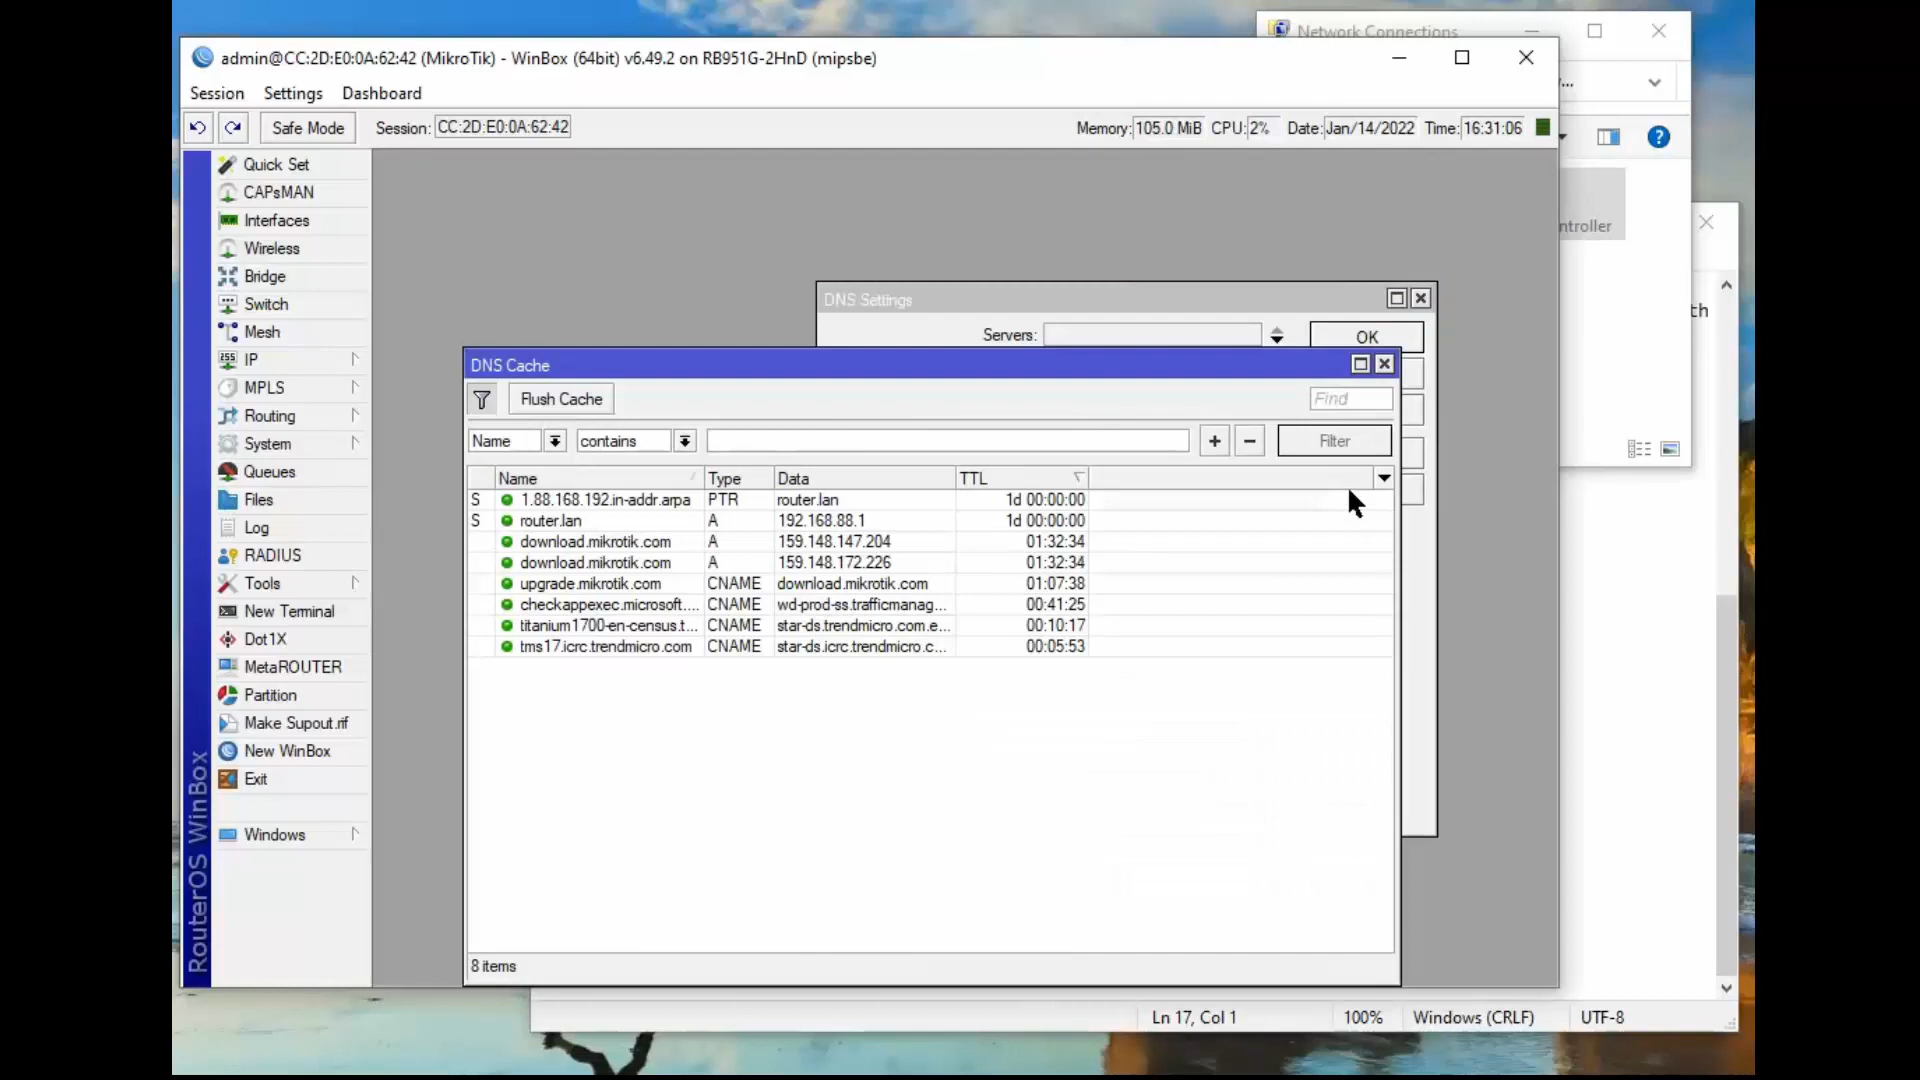 Network Connections
admin@CC:2D:E0:0A:62:42 (MikroTik) - WinBox (64bit) v6.49.2 on RB951G-2HnD (mipsbe)
Session Settings Dashboard
Safe Mode Session: CC:2D:E0:0A:62:42 Memory: 105.0 MiB CPU: 2% Date: Jan/14/2022 Time: 16:31:06
Quick Set
CAPsMAN
Interfaces
Wireless
Bridge
Switch
Mesh
IP
MPLS
Routing
System
Queues
Files
Log
RADIUS
Tools
New Terminal
Dot1X
MetaROUTER
Partition
Make Supout.rif
New WinBox
Exit
Windows
RouterOS WinBox
ntroller
th
DNS Settings
Servers:
OK
DNS Cache
Flush Cache
Find
Name contains + - Filter
Name Type Data TTL
S 1.88.168.192.in-addr.arpa PTR router.lan 1d 00:00:00
S router.lan A 192.168.88.1 1d 00:00:00
download.mikrotik.com A 159.148.147.204 01:32:34
download.mikrotik.com A 159.148.172.226 01:32:34
upgrade.mikrotik.com CNAME download.mikrotik.com 01:07:38
checkappexec.microsoft.... CNAME wd-prod-ss.trafficmanag... 00:41:25
titanium1700-en-census.t... CNAME star-ds.trendmicro.com.e... 00:10:17
tms17.icrc.trendmicro.com CNAME star-ds.icrc.trendmicro.c... 00:05:53
8 items
Ln 17, Col 1 100% Windows (CRLF) UTF-8